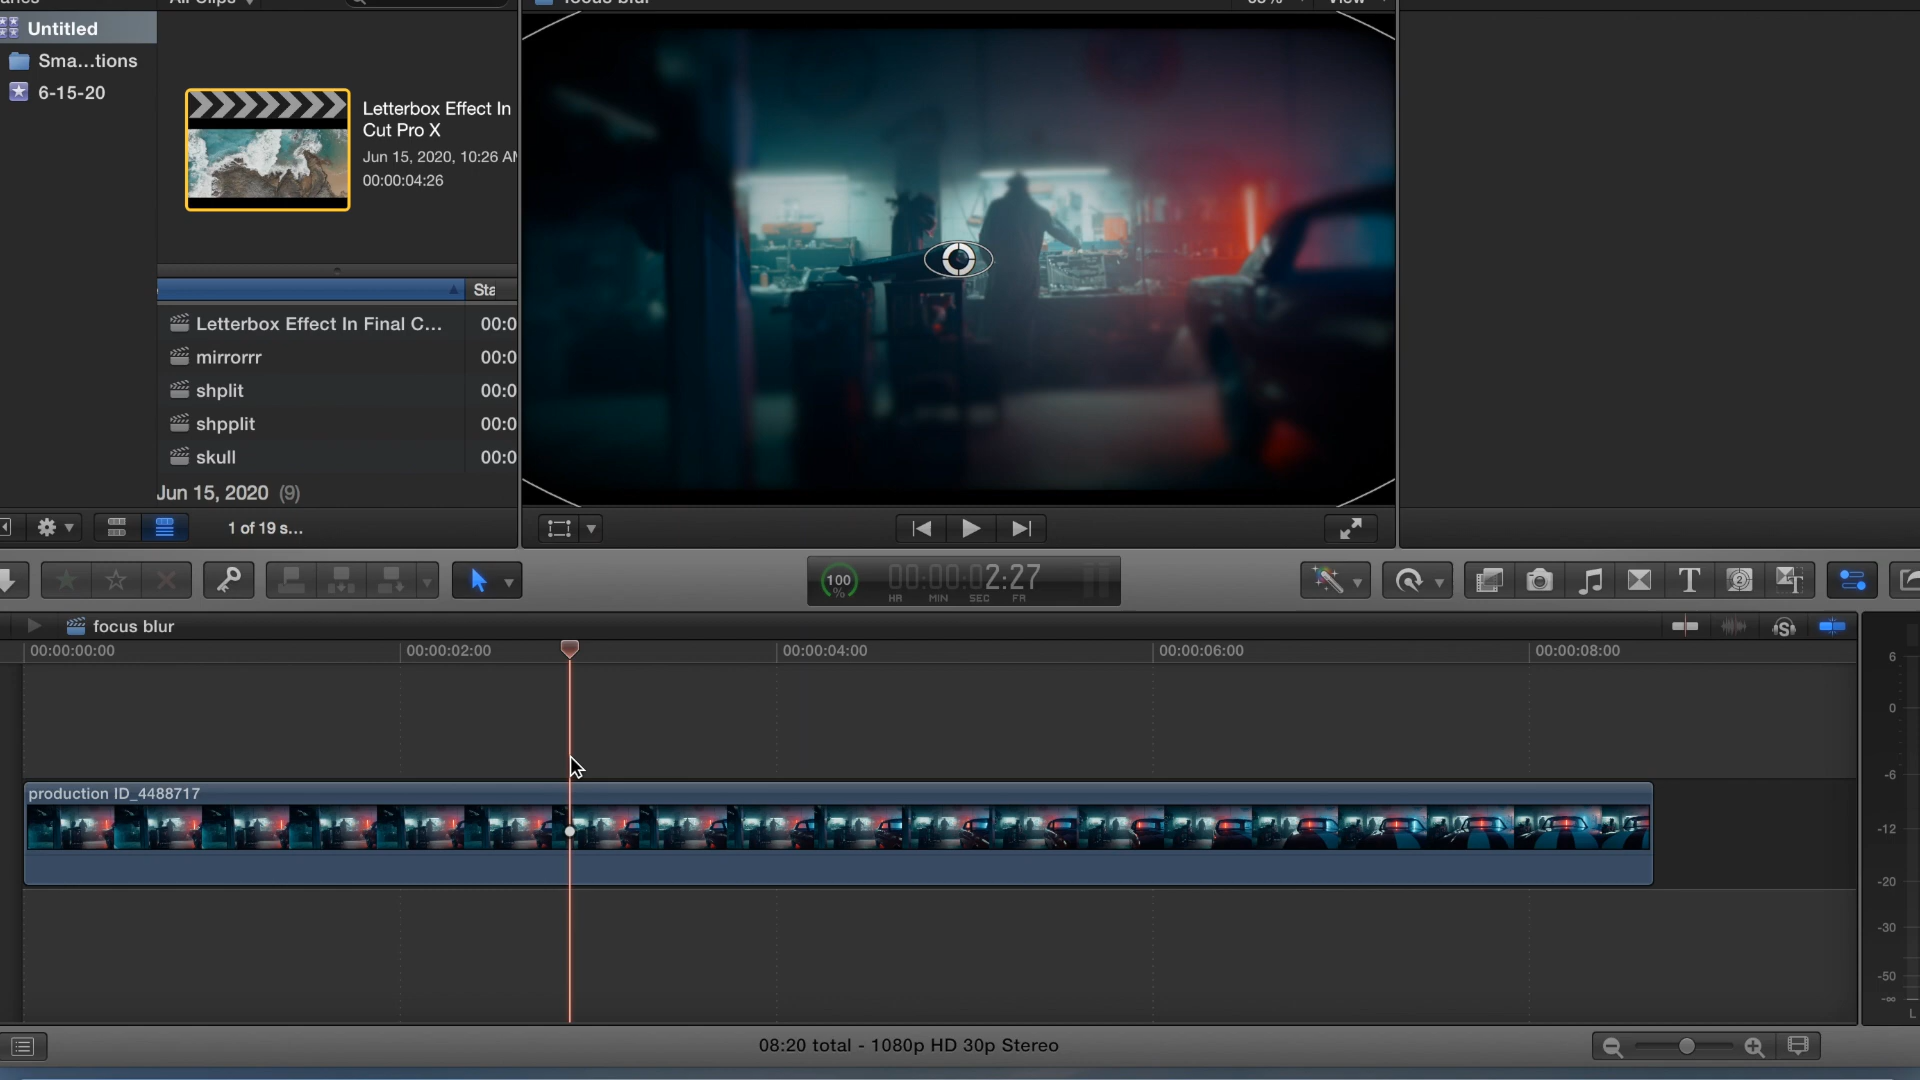 All Clips
focus blur
View
Untitled
Sma...tions
6-15-20
Letterbox Effect In
Cut Pro X
Jun 15, 2020, 10:26 AM
00:00:04:26
Sta
Letterbox Effect In Final C... 00:0
mirrorrr 00:0
shplit 00:0
shpplit 00:0
skull 00:0
Jun 15, 2020 (9)
1 of 19 s...
100
%
00:00:02:27
HR MIN SEC FR
focus blur
00:00:00:00 00:00:02:00 00:00:04:00 00:00:06:00 00:00:08:00
production ID_4488717
6
0
-6
-12
-20
-30
-50
-∞
L
08:20 total - 1080p HD 30p Stereo